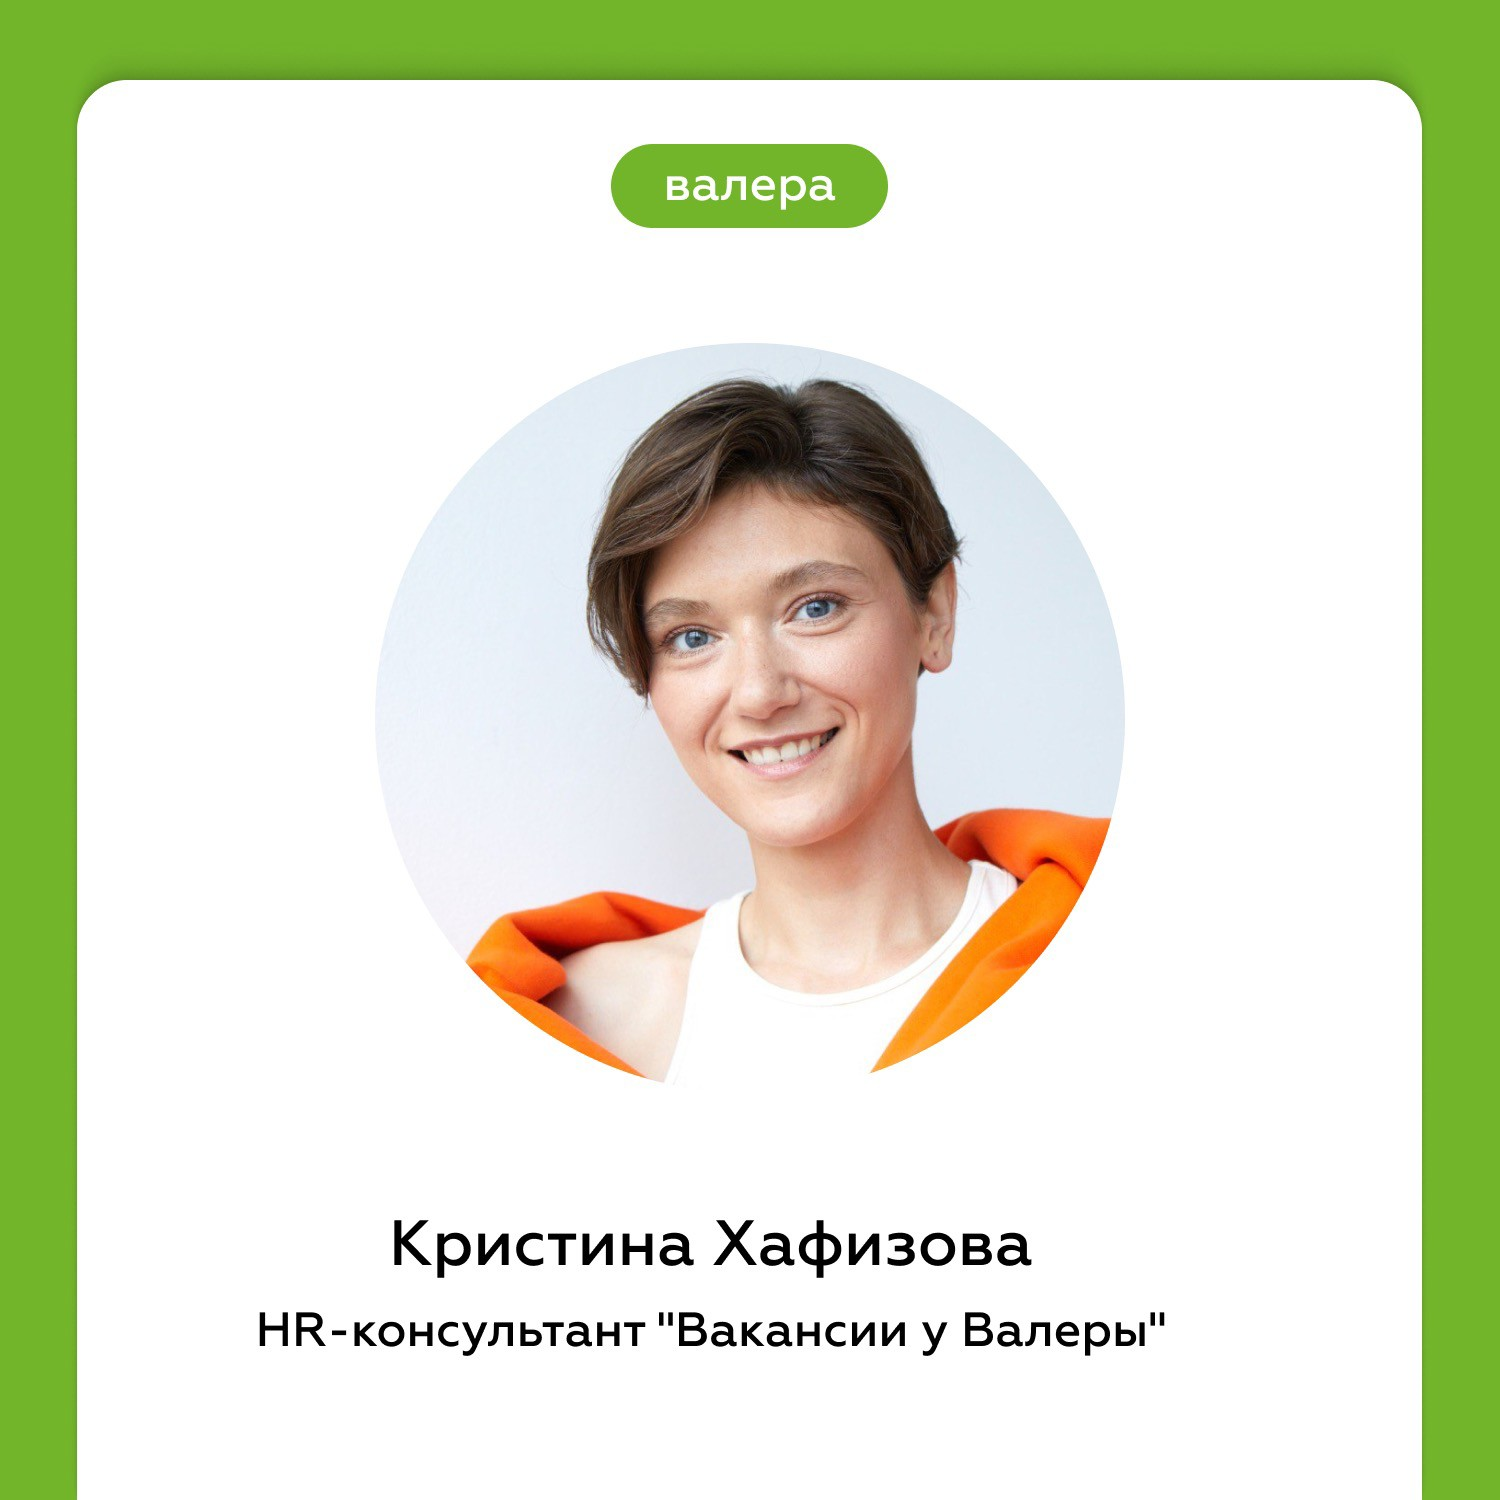 валера
Кристина Хафизова
HR-консультант "Вакансии у Валеры"